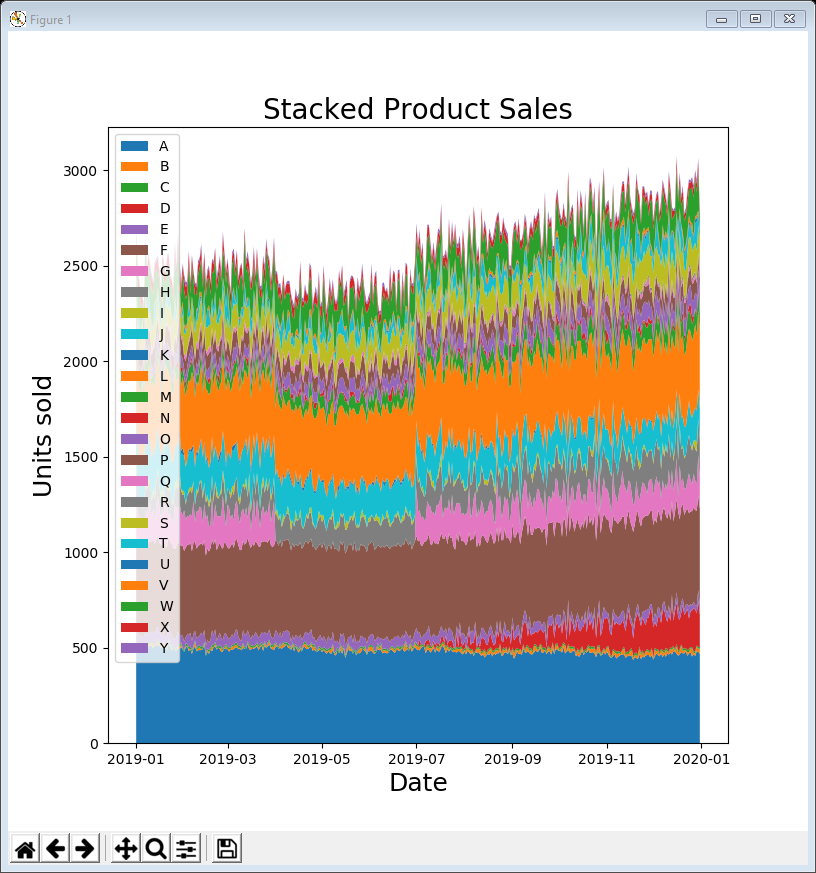 Figure 1
Stacked Product Sales
A
B
C
D
E
F
G
H
I
J
K
L
M
N
O
P
Q
R
S
T
U
V
W
X
Y
3000
2500
2000
1500
1000
500
0
Units sold
2019-01 2019-03 2019-05 2019-07 2019-09 2019-11 2020-01
Date